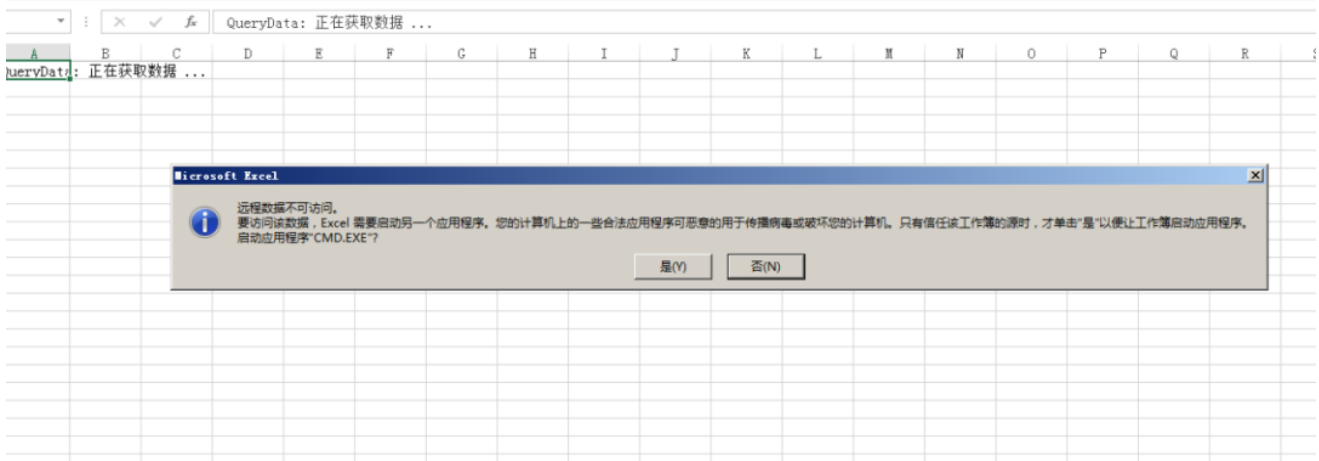 fx QueryData: 正在获取数据 ...
A B C D E F G H I J K L M N O P Q R S
QueryData: 正在获取数据 ...
Microsoft Excel
远程数据不可访问。
要访问该数据，Excel 需要启动另一个应用程序。您的计算机上的一些合法应用程序可恶意的用于传播病毒或破坏您的计算机。只有信任该工作簿的源时，才单击"是"以便让工作簿启动应用程序。
启动应用程序"CMD.EXE"?
是(Y) 否(N)